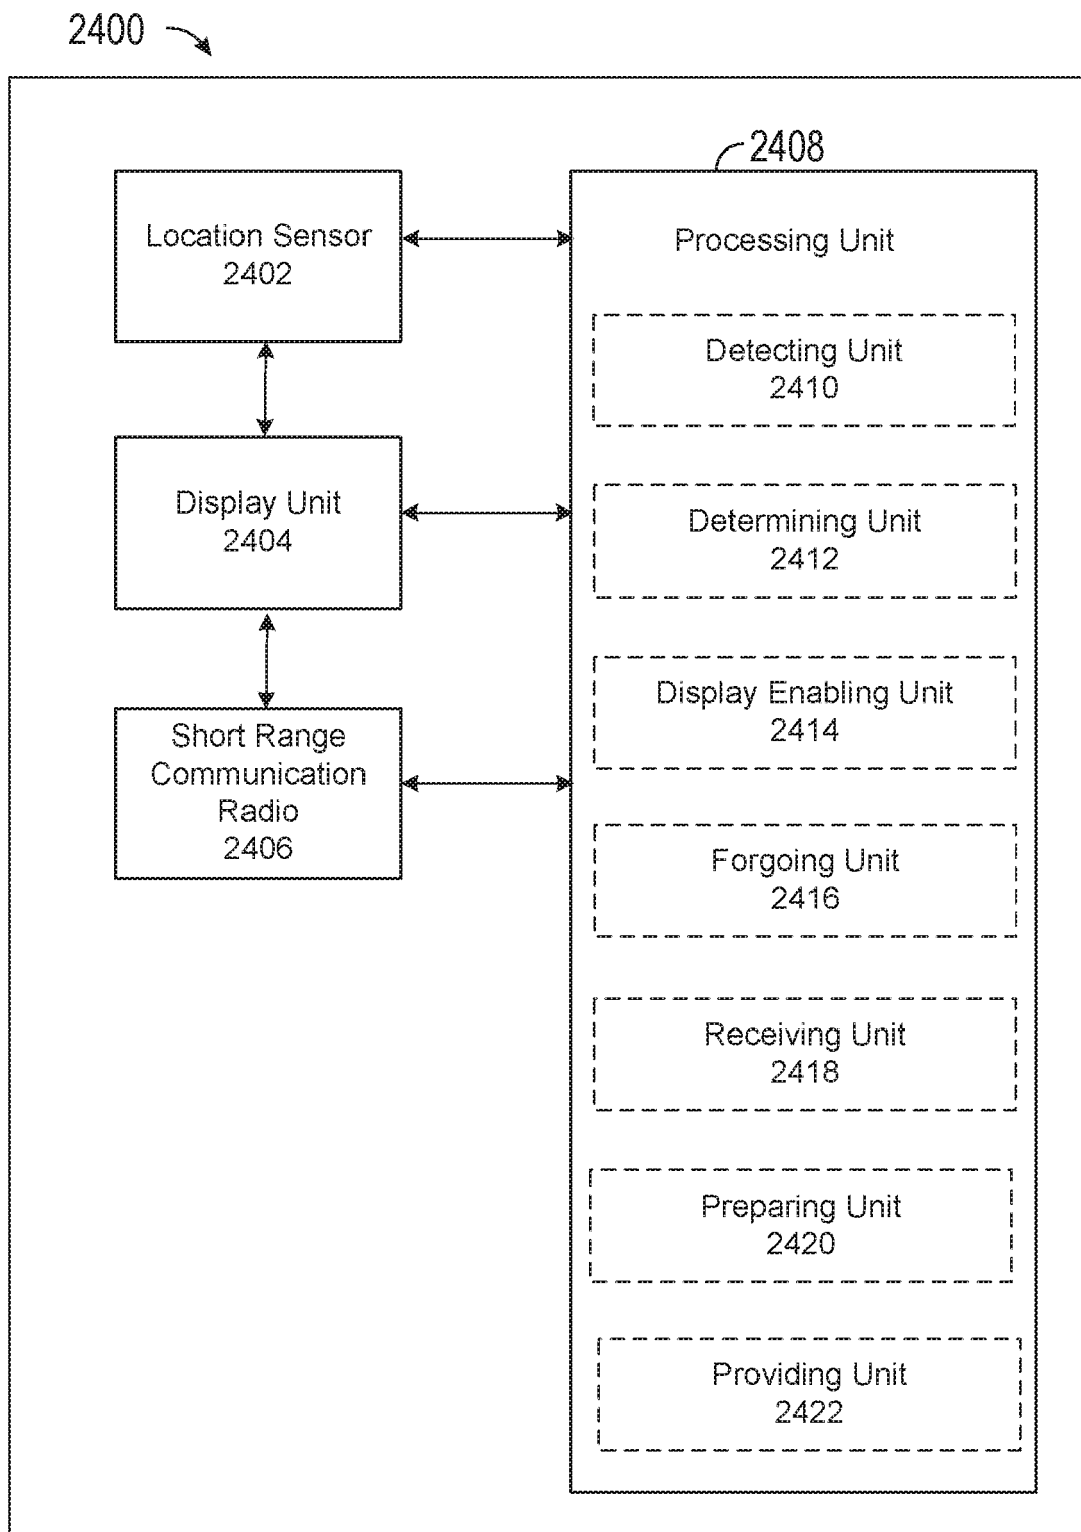 2400
2408
Location Sensor
2402
Processing Unit
Detecting Unit
2410
Display Unit
2404
Determining Unit
2412
Display Enabling Unit
2414
Short Range
Communication
Radio
2406
Forgoing Unit
2416
Receiving Unit
2418
Preparing Unit
2420
Providing Unit
2422